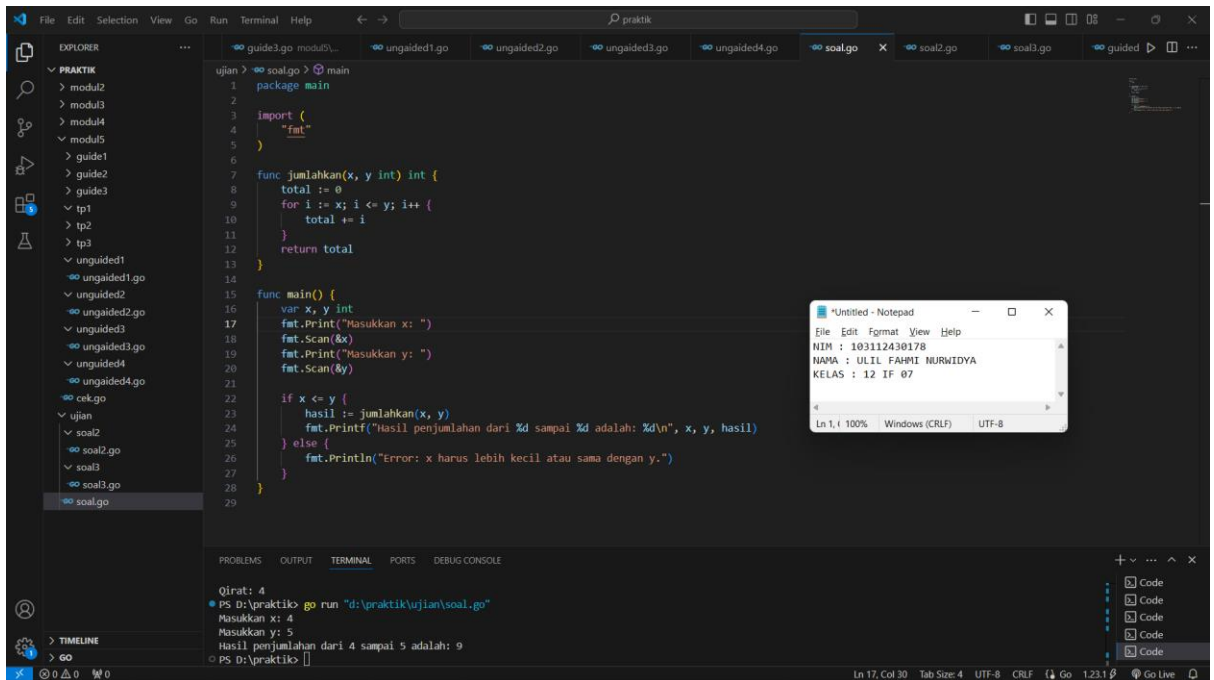 File Edit Selection View Go Run Terminal Help
praktik
EXPLORER
PRAKTIK
modul2
modul3
modul4
modul5
guide1
guide2
guide3
tp1
tp2
tp3
unguided1
ungaided1.go
unguided2
ungaided2.go
unguided3
ungaided3.go
unguided4
ungaided4.go
cek.go
ujian
soal2
soal2.go
soal3
soal3.go
soal.go
TIMELINE
GO
guide3.go modul5\... ungaided1.go ungaided2.go ungaided3.go ungaided4.go soal.go soal2.go soal3.go guided
ujian > soal.go > main
1 package main
2
3 import (
4 "fmt"
5 )
6
7 func jumlahkan(x, y int) int {
8 total := 0
9 for i := x; i <= y; i++ {
10 total += i
11 }
12 return total
13 }
14
15 func main() {
16 var x, y int
17 fmt.Print("Masukkan x: ")
18 fmt.Scan(&x)
19 fmt.Print("Masukkan y: ")
20 fmt.Scan(&y)
21
22 if x <= y {
23 hasil := jumlahkan(x, y)
24 fmt.Printf("Hasil penjumlahan dari %d sampai %d adalah: %d\n", x, y, hasil)
25 } else {
26 fmt.Println("Error: x harus lebih kecil atau sama dengan y.")
27 }
28 }
29
*Untitled - Notepad
File Edit Format View Help
NIM : 103112430178
NAMA : ULIL FAHMI NURWIDYA
KELAS : 12 IF 07
Ln 1, 100% Windows (CRLF) UTF-8
PROBLEMS OUTPUT TERMINAL PORTS DEBUG CONSOLE
Qirat: 4
PS D:\praktik> go run "d:\praktik\ujian\soal.go"
Masukkan x: 4
Masukkan y: 5
Hasil penjumlahan dari 4 sampai 5 adalah: 9
PS D:\praktik>
Code
Code
Code
Code
Code
0 0 0 Ln 17, Col 30 Tab Size: 4 UTF-8 CRLF Go 1.23.1 Go Live